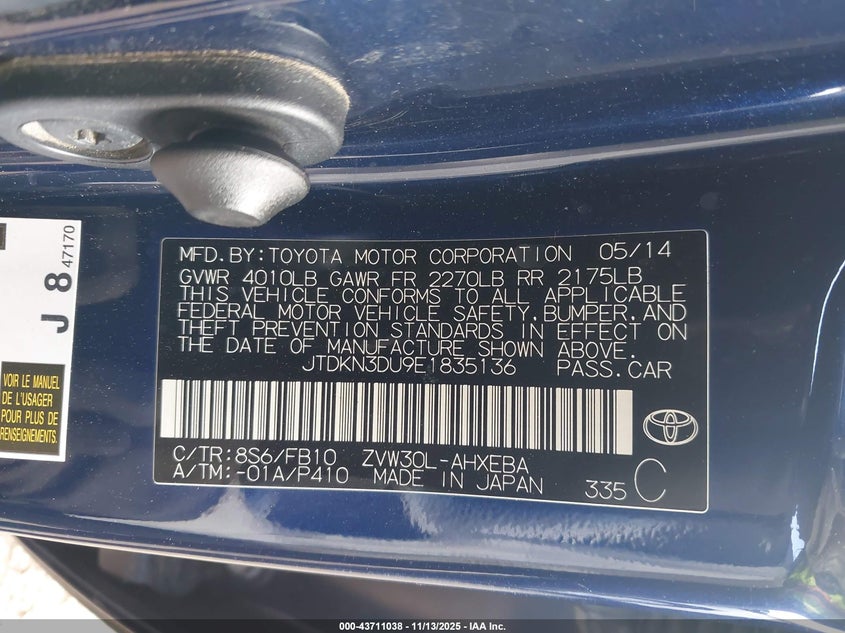 MFD.BY:TOYOTA MOTOR CORPORATION 05/14
GVWR 4010LB GAWR FR 2270LB RR 2175LB
THIS VEHICLE CONFORMS TO ALL APPLICABLE
FEDERAL MOTOR VEHICLE SAFETY,BUMPER,AND
THEFT PREVENTION STANDARDS IN EFFECT ON
THE DATE OF MANUFACTURE SHOWN ABOVE.
JTDKN3DU9E1835136 PASS.CAR
C/TR:8S6/FB10 ZVW30L-AHXEBA
A/TM:-01A/P410 MADE IN JAPAN 335 C
J 8 47170
VOIR LE MANUEL
DE L'USAGER
POUR PLUS DE
RENSEIGNEMENTS.
000-43711038 - 11/13/2025 - IAA Inc.